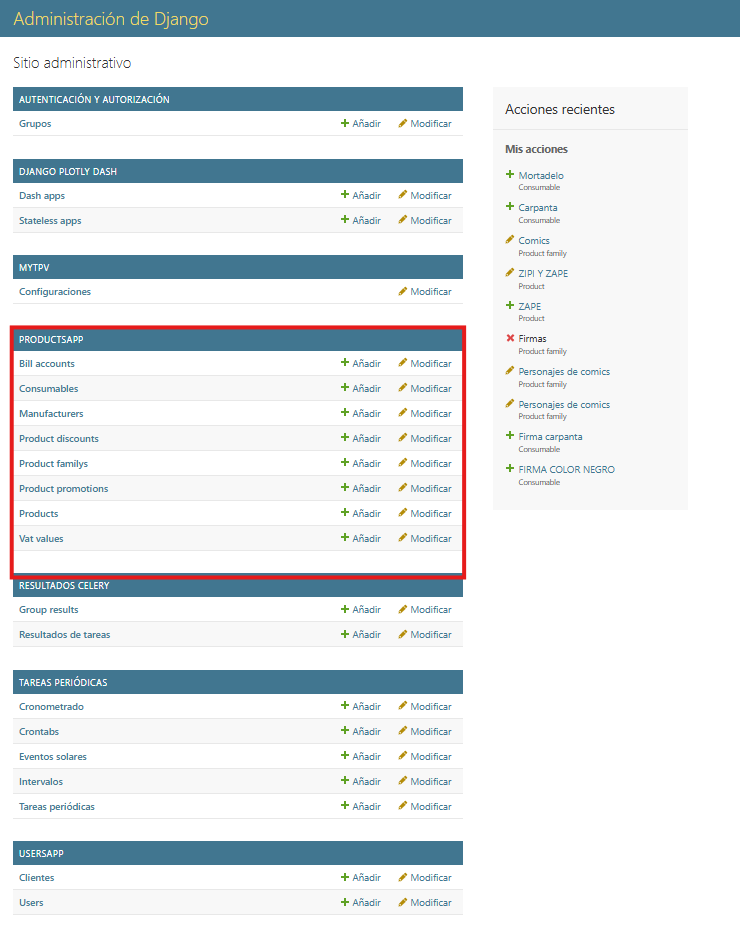 Administración de Django
Sitio administrativo
AUTENTICACIÓN Y AUTORIZACIÓN
Grupos Añadir Modificar
DJANGO PLOTLY DASH
Dash apps Añadir Modificar
Stateless apps Añadir Modificar
MYTPV
Configuraciones Modificar
PRODUCTSAPP
Bill accounts Añadir Modificar
Consumables Añadir Modificar
Manufacturers Añadir Modificar
Product discounts Añadir Modificar
Product familys Añadir Modificar
Product promotions Añadir Modificar
Products Añadir Modificar
Vat values Añadir Modificar
RESULTADOS CELERY
Group results Añadir Modificar
Resultados de tareas Añadir Modificar
TAREAS PERIÓDICAS
Cronometrado Añadir Modificar
Crontabs Añadir Modificar
Eventos solares Añadir Modificar
Intervalos Añadir Modificar
Tareas periódicas Añadir Modificar
USERSAPP
Clientes Añadir Modificar
Users Añadir Modificar
Acciones recientes
Mis acciones
Mortadelo
Consumable
Carpanta
Consumable
Comics
Product family
ZIPI Y ZAPE
Product
ZAPE
Product
Firmas
Product family
Personajes de comics
Product family
Personajes de comics
Product family
Firma carpanta
Consumable
FIRMA COLOR NEGRO
Consumable